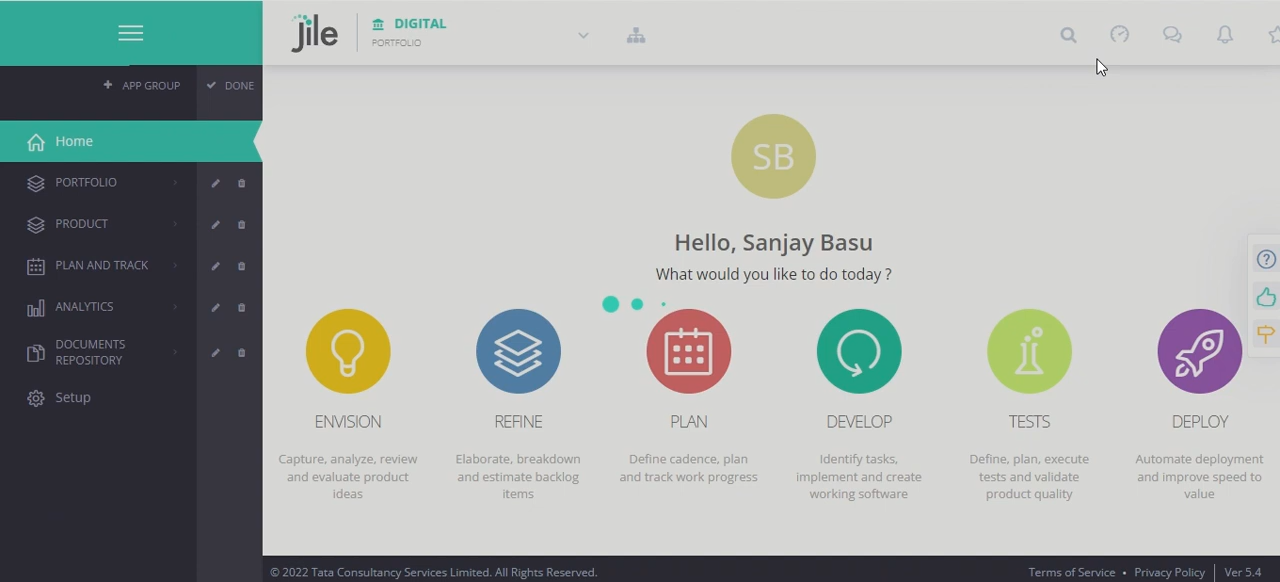 jile
DIGITAL
PORTFOLIO
APP GROUP
DONE
Home
PORTFOLIO
PRODUCT
PLAN AND TRACK
ANALYTICS
DOCUMENTS
REPOSITORY
Setup
SB
Hello, Sanjay Basu
What would you like to do today ?
ENVISION
Capture, analyze, review
and evaluate product
ideas
REFINE
Elaborate, breakdown
and estimate backlog
items
PLAN
Define cadence, plan
and track work progress
DEVELOP
Identify tasks,
implement and create
working software
TESTS
Define, plan, execute
tests and validate
product quality
DEPLOY
Automate deployment
and improve speed to
value
© 2022 Tata Consultancy Services Limited. All Rights Reserved.
Terms of Service • Privacy Policy | Ver 5.4